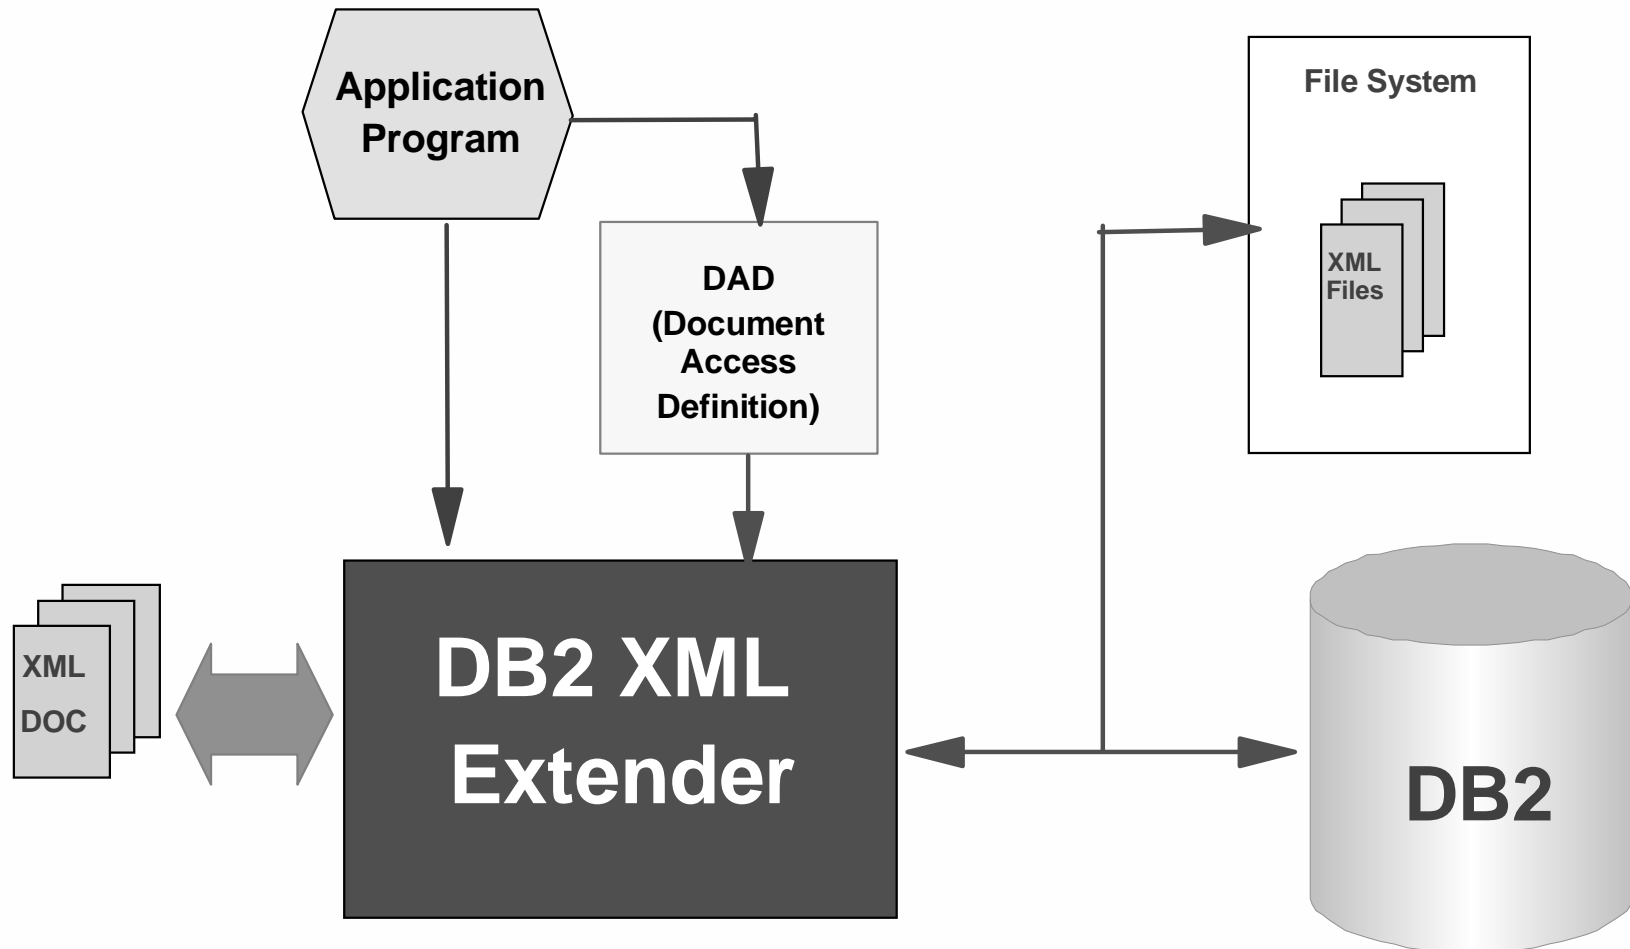 Application
Program
File System
XML
Files
DAD
(Document
Access
Definition)
XML
DOC
DB2 XML
Extender
DB2